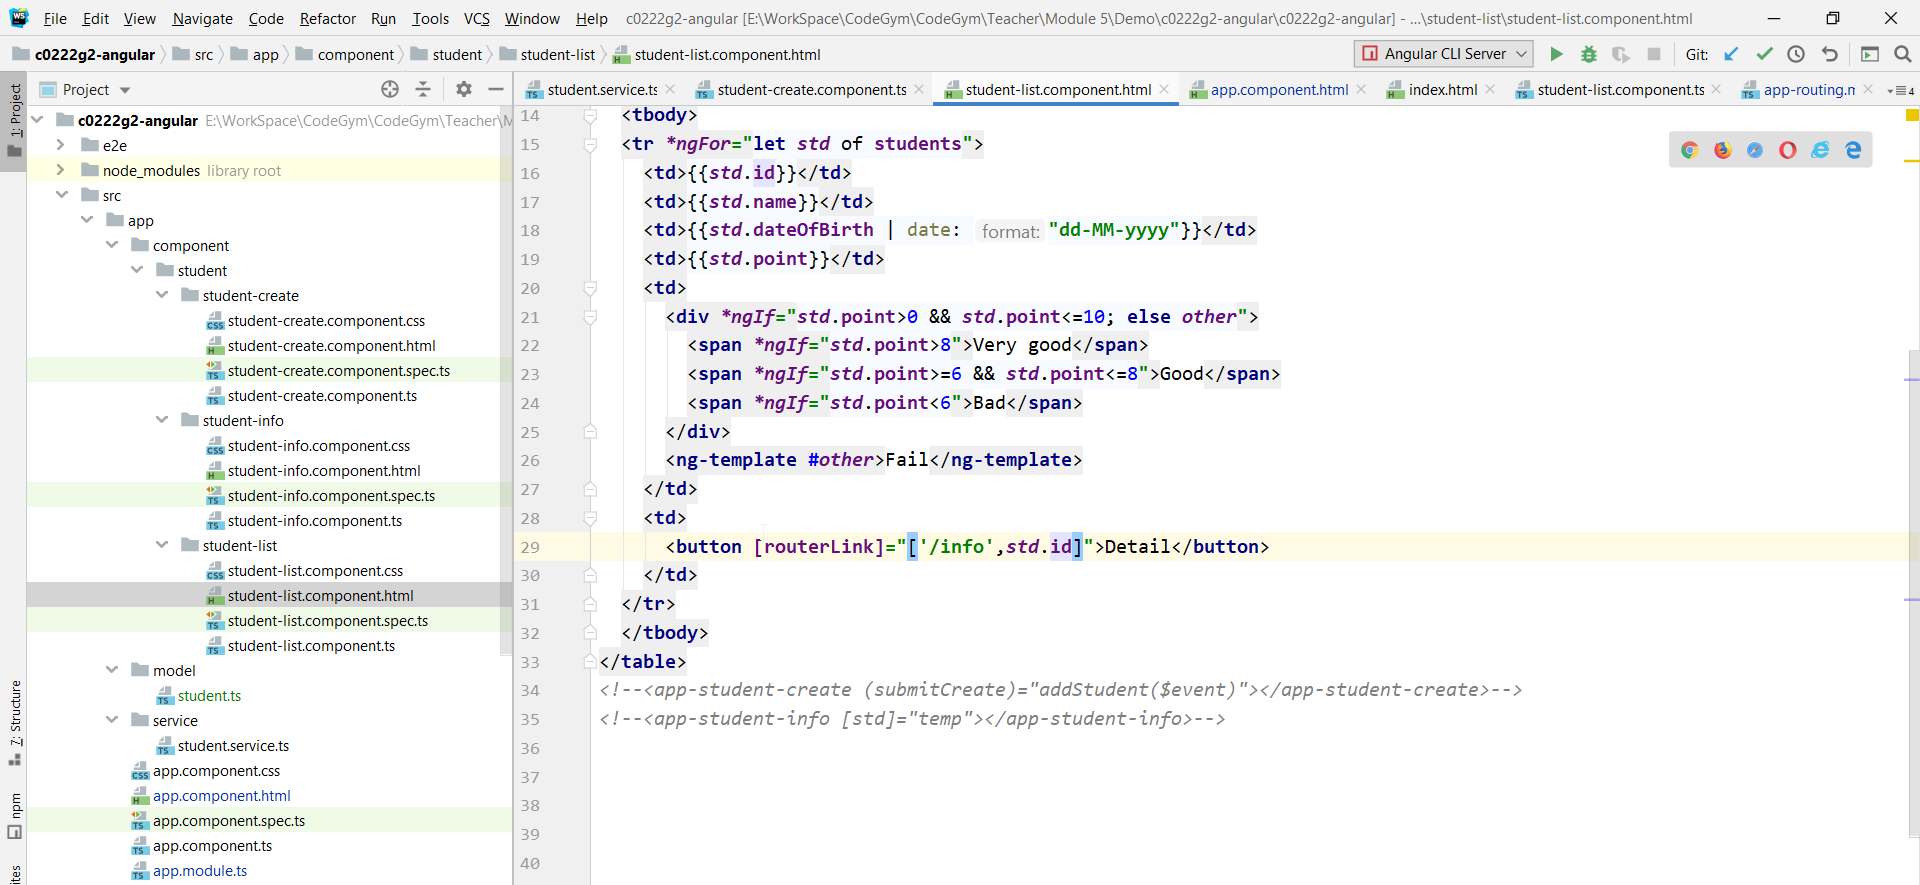 File Edit View Navigate Code Refactor Run Tools VCS Window Help c0222g2-angular [E:\WorkSpace\CodeGym\CodeGym\Teacher\Module 5\Demo\c0222g2-angular\c0222g2-angular] - ...\student-list\student-list.component.html
c0222g2-angular src app component student student-list student-list.component.html Angular CLI Server Git:
Project student.service.ts student-create.component.ts student-list.component.html app.component.html index.html student-list.component.ts app-routing.m 4
1: Project
7: Structure
npm
c0222g2-angular E:\WorkSpace\CodeGym\CodeGym\Teacher\M
e2e
node_modules library root
src
app
component
student
student-create
student-create.component.css
student-create.component.html
student-create.component.spec.ts
student-create.component.ts
student-info
student-info.component.css
student-info.component.html
student-info.component.spec.ts
student-info.component.ts
student-list
student-list.component.css
student-list.component.html
student-list.component.spec.ts
student-list.component.ts
model
student.ts
service
student.service.ts
app.component.css
app.component.html
app.component.spec.ts
app.component.ts
app.module.ts
14 <tbody>
15 <tr *ngFor="let std of students">
16 <td>{{std.id}}</td>
17 <td>{{std.name}}</td>
18 <td>{{std.dateOfBirth | date: format: "dd-MM-yyyy"}}</td>
19 <td>{{std.point}}</td>
20 <td>
21 <div *ngIf="std.point>0 && std.point<=10; else other">
22 <span *ngIf="std.point>8">Very good</span>
23 <span *ngIf="std.point>=6 && std.point<=8">Good</span>
24 <span *ngIf="std.point<6">Bad</span>
25 </div>
26 <ng-template #other>Fail</ng-template>
27 </td>
28 <td>
29 <button [routerLink]="['/info',std.id]">Detail</button>
30 </td>
31 </tr>
32 </tbody>
33 </table>
34 <!--<app-student-create (submitCreate)="addStudent($event)"></app-student-create>-->
35 <!--<app-student-info [std]="temp"></app-student-info>-->
36
37
38
39
40